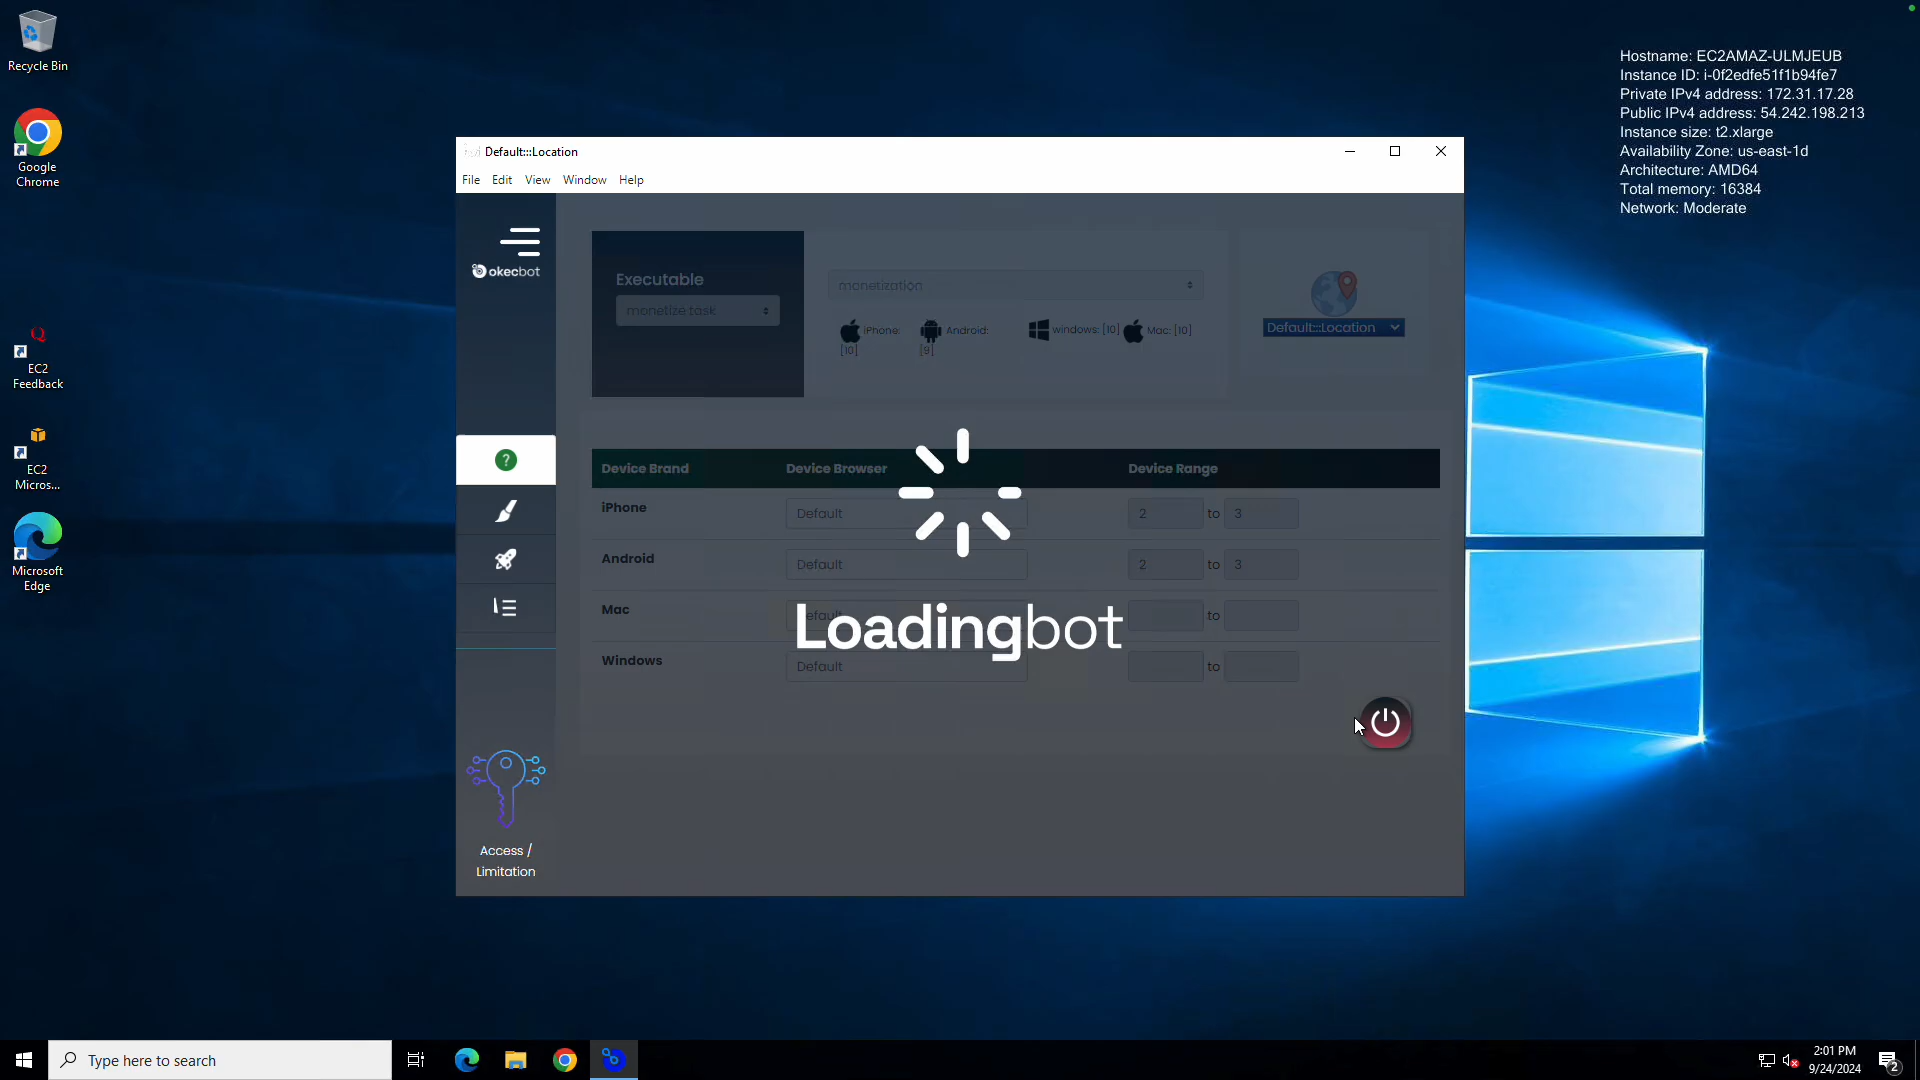 Recycle Bin
Google
Chrome
EC2
Feedback
EC2
Micros...
Microsoft
Edge
Hostname: EC2AMAZ-ULMJEUB
Instance ID: i-0f2edfe51f1b94fe7
Private IPv4 address: 172.31.17.28
Public IPv4 address: 54.242.198.213
Instance size: t2.xlarge
Availability Zone: us-east-1d
Architecture: AMD64
Total memory: 16384
Network: Moderate
Default:::Location
File Edit View Window Help
okecbot
Executable
monetize task
monetization
iPhone: [10]
Android: [9]
windows: [10]
Mac: [10]
Default:::Location
Device Brand Device Browser Device Range
iPhone Default 2 to 3
Android Default 2 to 3
Mac Default to
Windows Default to
Loadingbot
Access /
Limitation
Type here to search
2:01 PM
9/24/2024
2